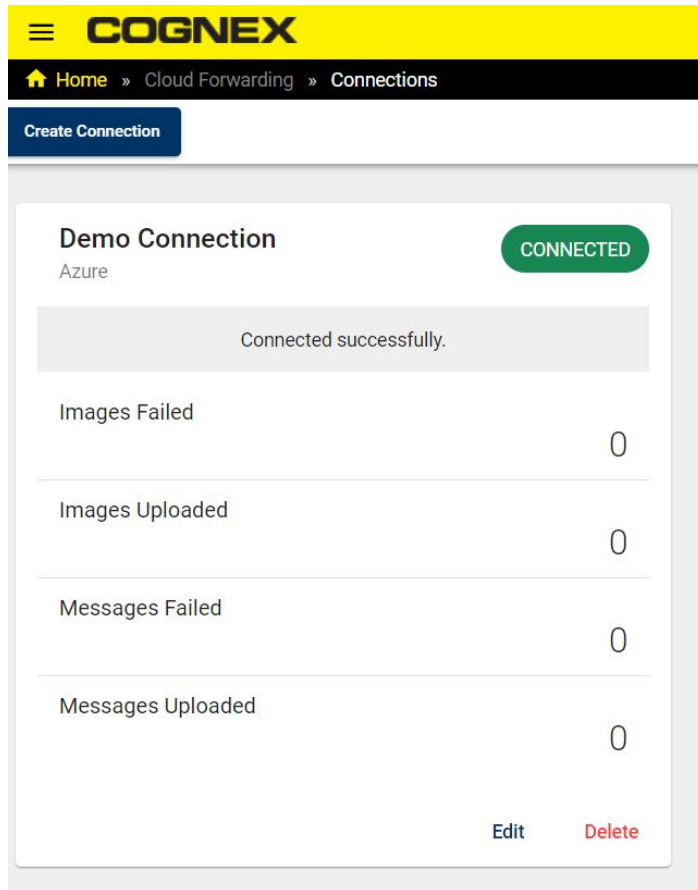 COGNEX
Home » Cloud Forwarding » Connections
Create Connection
Demo Connection
CONNECTED
Azure
Connected successfully.
Images Failed
0
Images Uploaded
0
Messages Failed
0
Messages Uploaded
0
Edit Delete